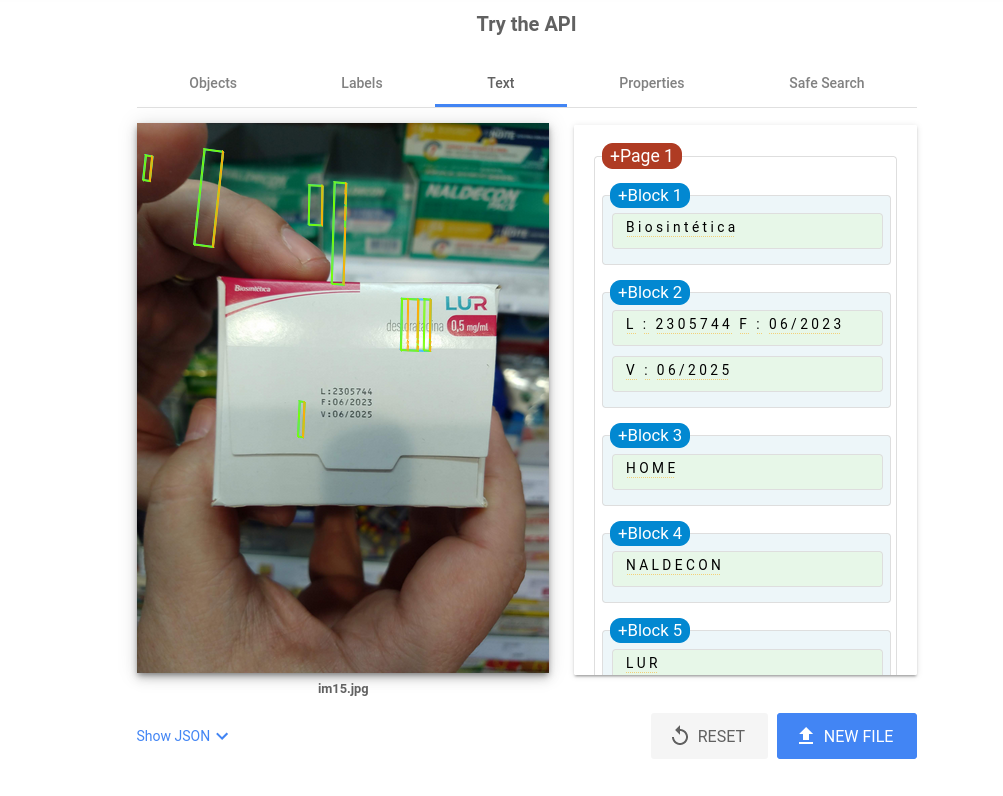 Try the API
Objects
Labels
Text
Properties
Safe Search
NALDECON
Biosintética
LUR
desloratadina
0,5 mg/ml
L:2305744
F:06/2023
V:06/2025
im15.jpg
+Page 1
+Block 1
Biosintética
+Block 2
L : 2305744 F : 06/2023
V : 06/2025
+Block 3
HOME
+Block 4
NALDECON
+Block 5
LUR
Show JSON
RESET
NEW FILE